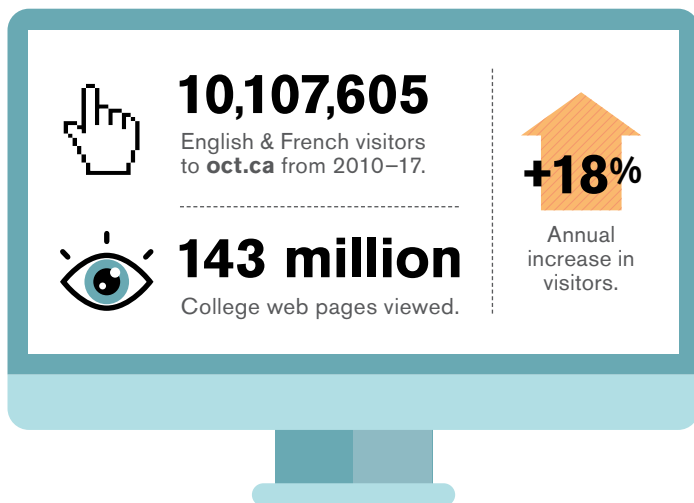 10,107,605
English & French visitors
to oct.ca from 2010–17.
143 million
College web pages viewed.
+18%
Annual
increase in
visitors.